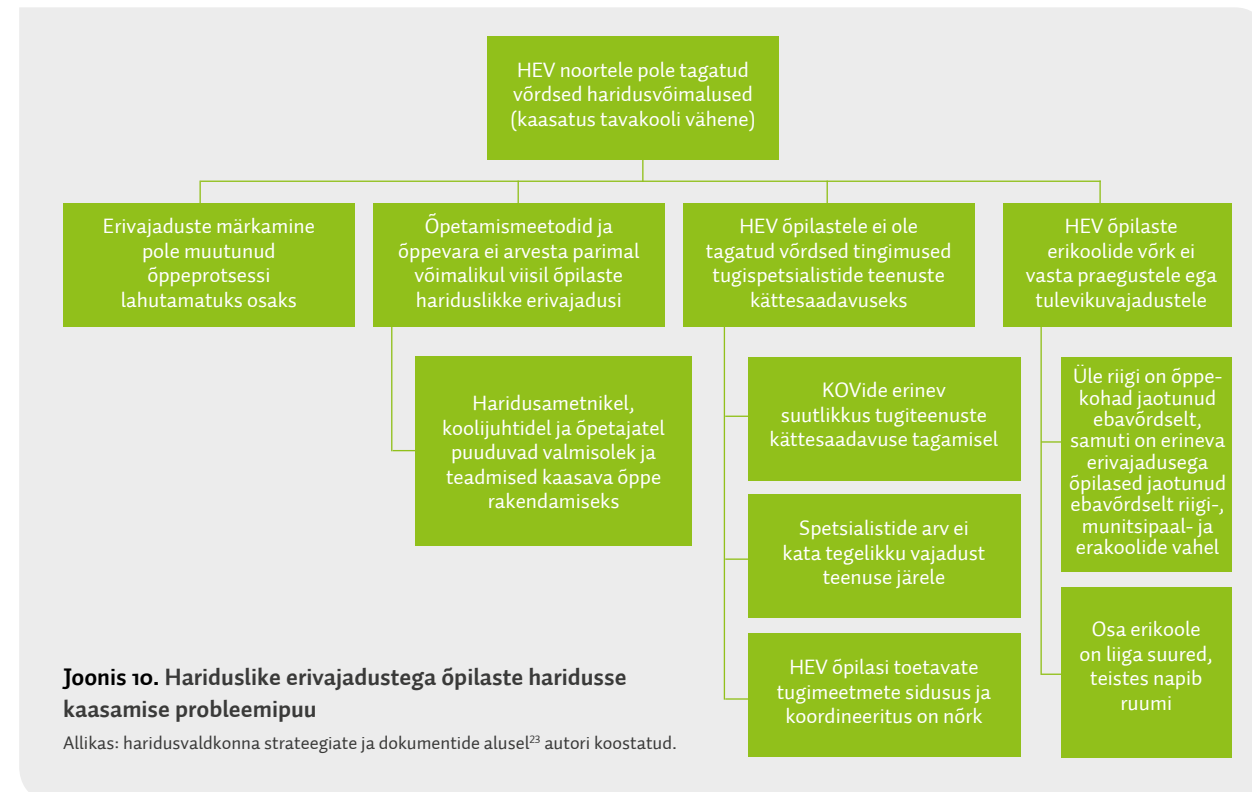 HEV noortele pole tagatud
võrdsed haridusvõimalused
(kaasatus tavakooli vähene)
Erivajaduste märkamine
pole muutunud
õppeprotsessi
lahutamatuks osaks
Õpetamismeetodid ja
õppevara ei arvesta parimal
võimalikul viisil õpilaste
hariduslikke erivajadusi
HEV õpilastele ei ole
tagatud võrdsed tingimused
tugispetsialistide teenuste
kättesaadavuseks
HEV õpilaste
erikoolide võrk ei
vasta praegustele ega
tulevikuvajadustele
Haridusametnikel,
koolijuhtidel ja õpetajatel
puuduvad valmisolek ja
teadmised kaasava õppe
rakendamiseks
KOVide erinev
suutlikkus tugiteenuste
kättesaadavuse tagamisel
Spetsialistide arv ei
kata tegelikku vajadust
teenuse järele
HEV õpilasi toetavate
tugimeetmete sidusus ja
koordineeritus on nõrk
Üle riigi on õppe-
kohad jaotunud
ebavõrdselt,
samuti on erineva
erivajadusega
õpilased jaotunud
ebavõrdselt riigi-,
munitsipaal- ja
erakoolide vahel
Osa erikoole
on liiga suured,
teistes napib
ruumi
Joonis 10. Hariduslike erivajadustega õpilaste haridusse
kaasamise probleemipuu
Allikas: haridusvaldkonna strateegiate ja dokumentide alusel²³ autori koostatud.